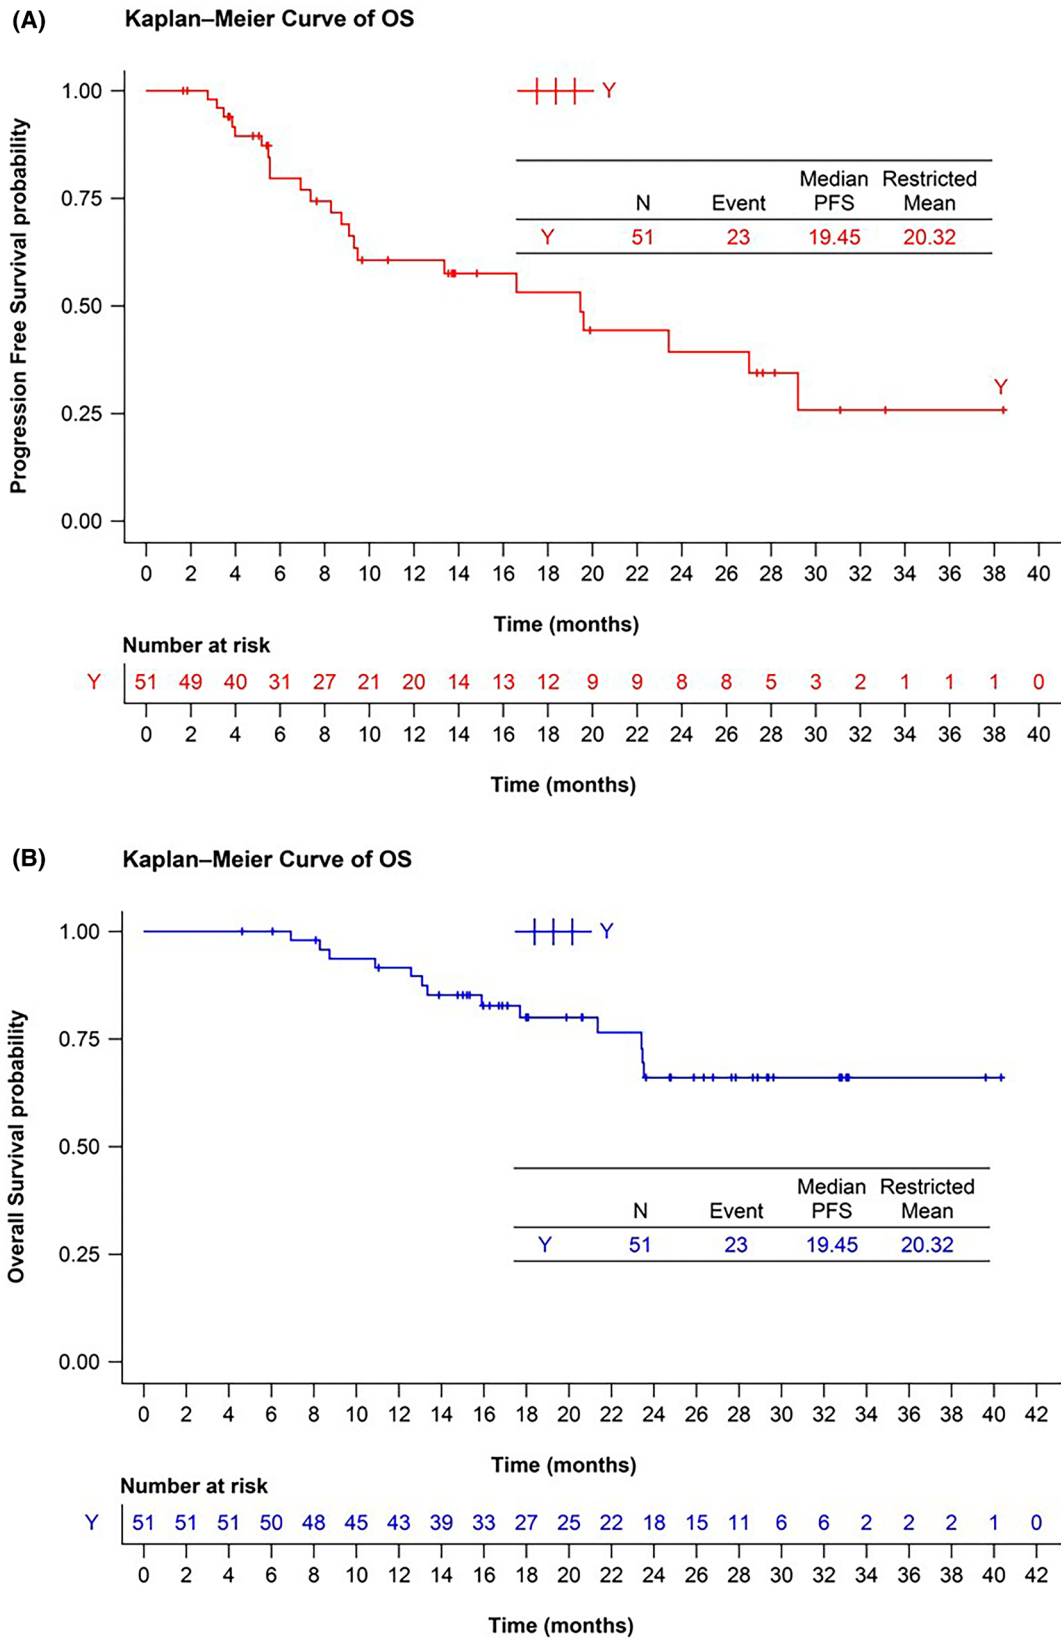 (A) Kaplan–Meier Curve of OS
Progression Free Survival probability
1.00
0.75
0.50
0.25
0.00
Y
Median Restricted
N Event PFS Mean
Y 51 23 19.45 20.32
Y
0 2 4 6 8 10 12 14 16 18 20 22 24 26 28 30 32 34 36 38 40
Time (months)
Number at risk
Y 51 49 40 31 27 21 20 14 13 12 9 9 8 8 5 3 2 1 1 1 0
0 2 4 6 8 10 12 14 16 18 20 22 24 26 28 30 32 34 36 38 40
Time (months)
(B) Kaplan–Meier Curve of OS
Overall Survival probability
1.00
0.75
0.50
0.25
0.00
Y
Median Restricted
N Event PFS Mean
Y 51 23 19.45 20.32
0 2 4 6 8 10 12 14 16 18 20 22 24 26 28 30 32 34 36 38 40 42
Time (months)
Number at risk
Y 51 51 51 50 48 45 43 39 33 27 25 22 18 15 11 6 6 2 2 2 1 0
0 2 4 6 8 10 12 14 16 18 20 22 24 26 28 30 32 34 36 38 40 42
Time (months)